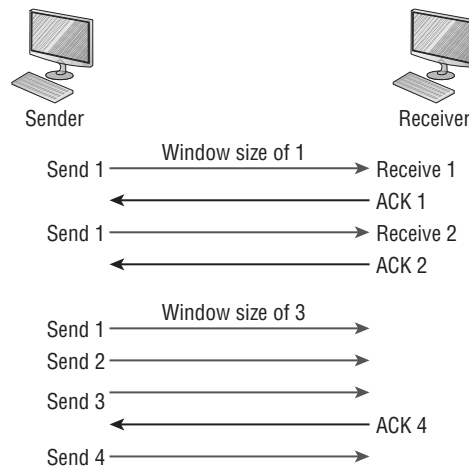 Sender Receiver
Window size of 1
Send 1 Receive 1
ACK 1
Send 1 Receive 2
ACK 2
Window size of 3
Send 1
Send 2
Send 3
ACK 4
Send 4